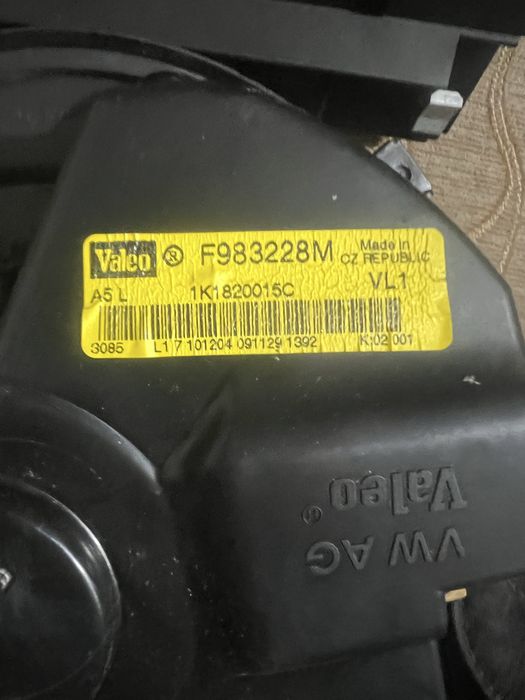 Valeo ® F983228M Made in
CZ REPUBLIC
A5 L 1K1820015C VL1
3085 L1 7 101204 091129 1392 K:02 001
Valeo ®
VW AG